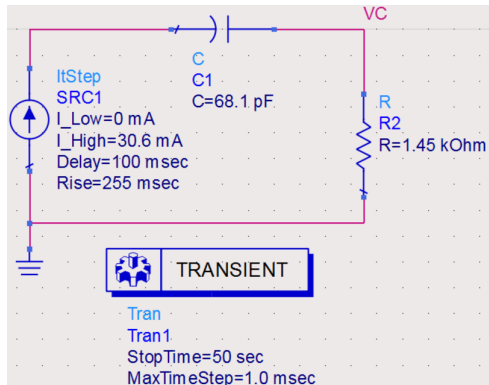 VC
C
C1
C=68.1 pF
ItStep
SRC1
I_Low=0 mA
I_High=30.6 mA
Delay=100 msec
Rise=255 msec
R
R2
R=1.45 kOhm
TRANSIENT
Tran
Tran1
StopTime=50 sec
MaxTimeStep=1.0 msec